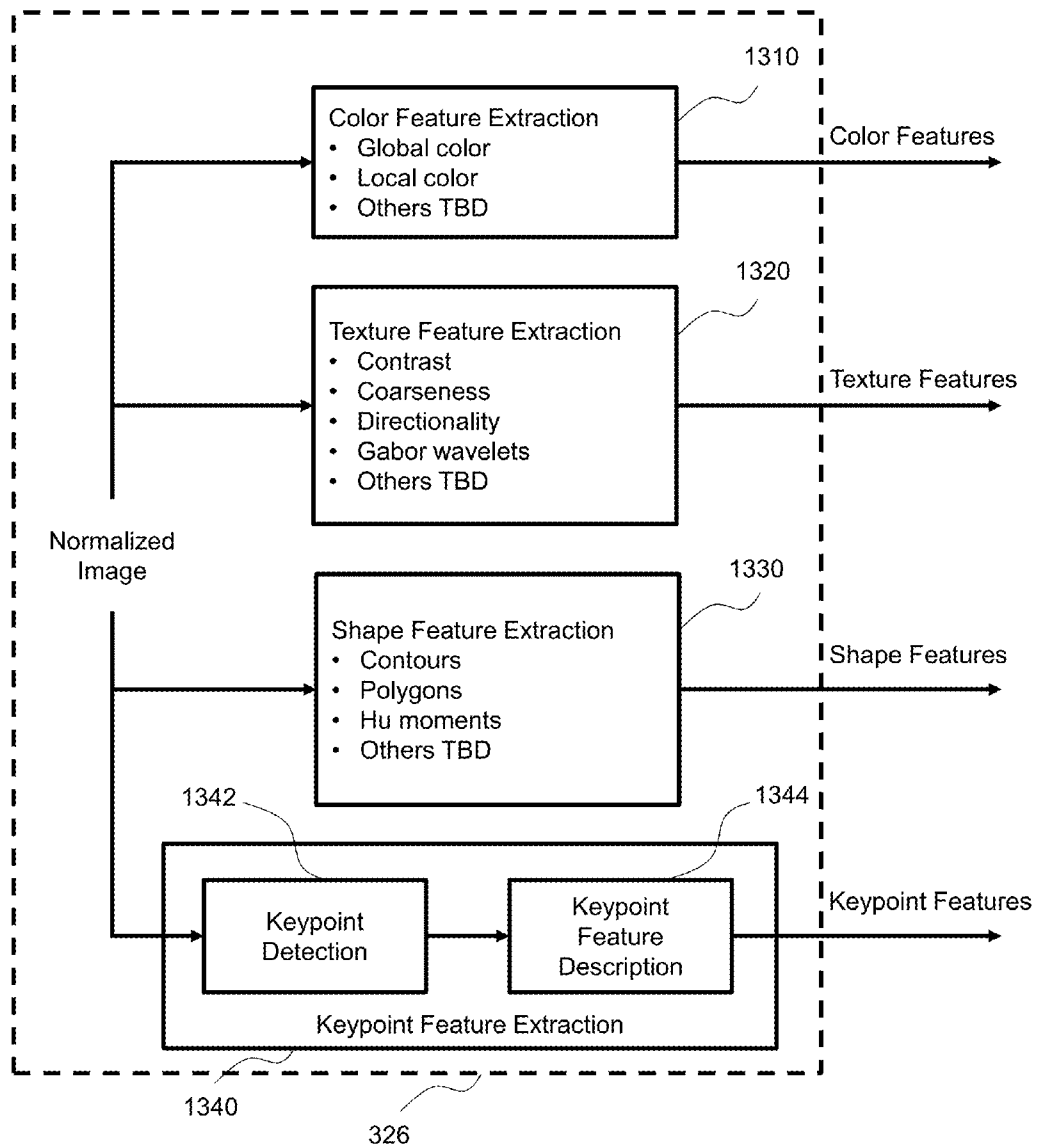 1310
Color Feature Extraction
• Global color
• Local color
• Others TBD
Color Features
1320
Texture Feature Extraction
• Contrast
• Coarseness
• Directionality
• Gabor wavelets
• Others TBD
Texture Features
Normalized
Image
1330
Shape Feature Extraction
• Contours
• Polygons
• Hu moments
• Others TBD
Shape Features
1342
1344
Keypoint
Detection
Keypoint
Feature
Description
Keypoint Features
Keypoint Feature Extraction
1340
326